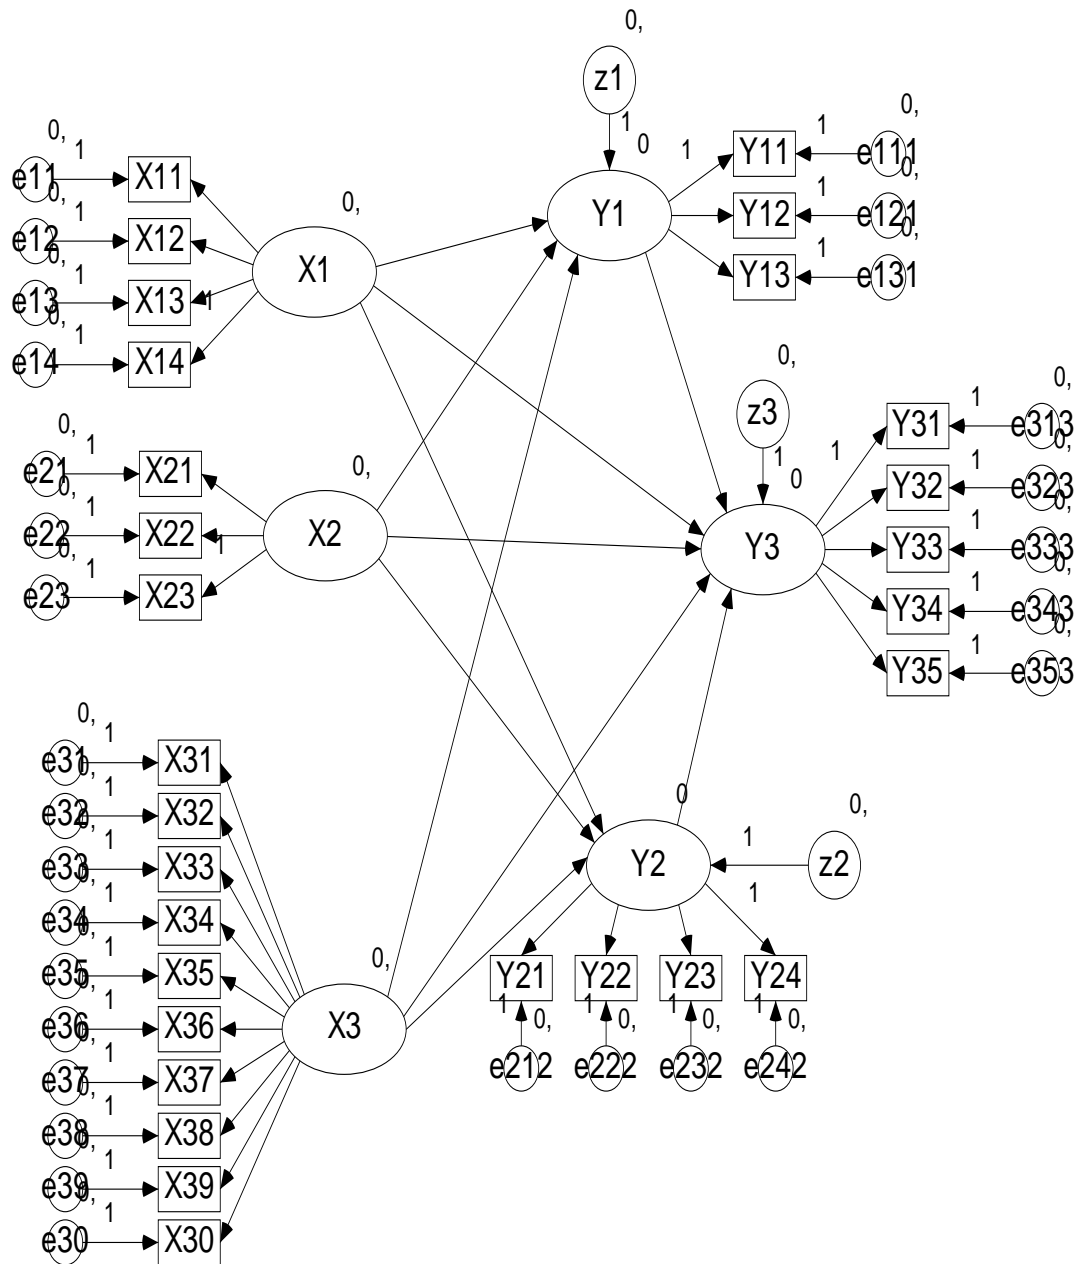 0,
z1
1
0
0,
1
e11
X11
0,
1
e12
X12
0,
1
e13
X13
1
0,
1
e14
X14
0,
X1
Y1
1
Y11
1
0,
e111
Y12
1
0,
e121
Y13
1
0,
e131
0,
z3
1
0
Y3
1
Y31
1
0,
e313
Y32
1
0,
e323
Y33
1
0,
e333
Y34
1
0,
e343
Y35
1
0,
e353
0,
1
e21
X21
0,
1
e22
X22
1
0,
1
e23
X23
0,
X2
0,
1
e31
X31
0,
1
e32
X32
0,
1
e33
X33
0,
1
e34
X34
0,
1
e35
X35
0,
1
e36
X36
0,
1
e37
X37
0,
1
e38
X38
0,
1
e39
X39
0,
1
e30
X30
0,
X3
0
Y2
1
0,
z2
1
Y21
Y22
Y23
Y24
1
0,
1
0,
1
0,
1
0,
e212
e222
e232
e242